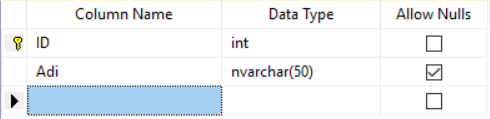 Column Name Data Type Allow Nulls
ID int
Adi nvarchar(50)